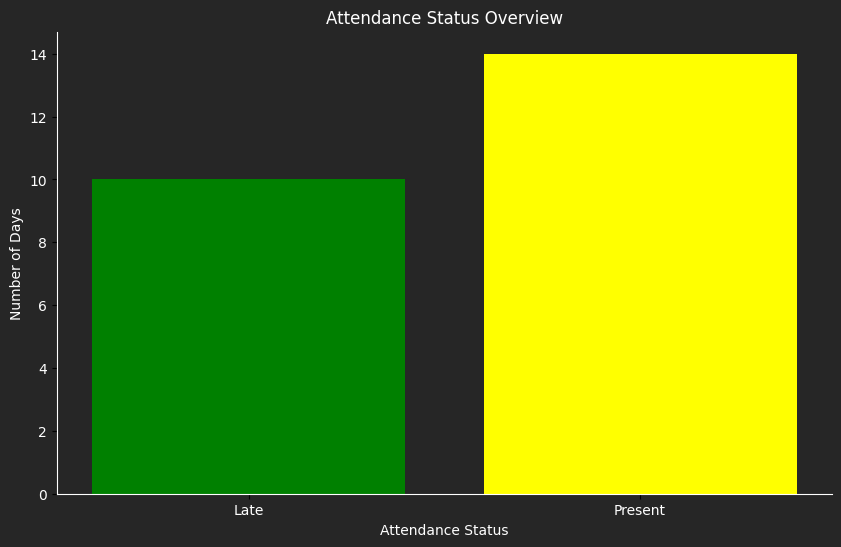 Attendance Status Overview
14
12
10
8
6
4
2
0
Number of Days
Late Present
Attendance Status